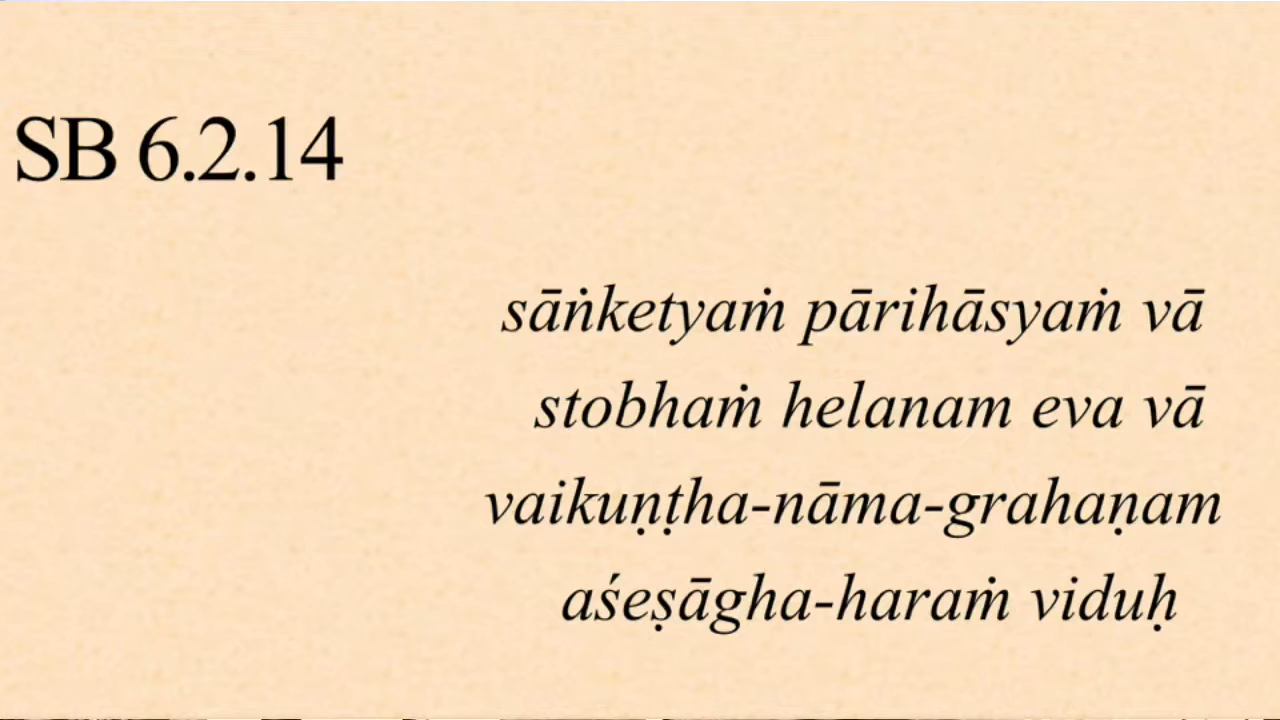 SB 6.2.14
sāṅketyaṁ pārihāsyaṁ vā
stobhaṁ helanam eva vā
vaikuṇṭha-nāma-grahaṇam
aśeṣāgha-haraṁ viduḥ